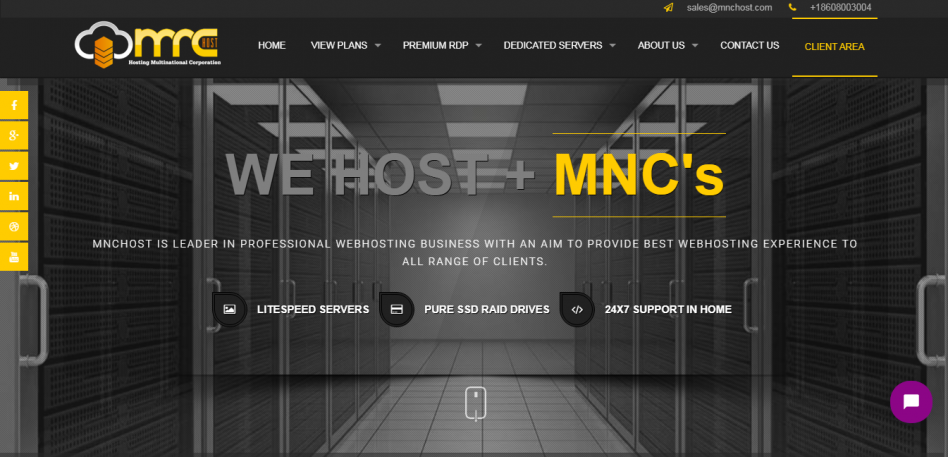 sales@mnchost.com +18608003004
mnc HOST
Hosting Multinational Corporation
HOME VIEW PLANS PREMIUM RDP DEDICATED SERVERS ABOUT US CONTACT US CLIENT AREA
WE HOST + MNC's
MNCHOST IS LEADER IN PROFESSIONAL WEBHOSTING BUSINESS WITH AN AIM TO PROVIDE BEST WEBHOSTING EXPERIENCE TO
ALL RANGE OF CLIENTS.
LITESPEED SERVERS PURE SSD RAID DRIVES 24X7 SUPPORT IN HOME